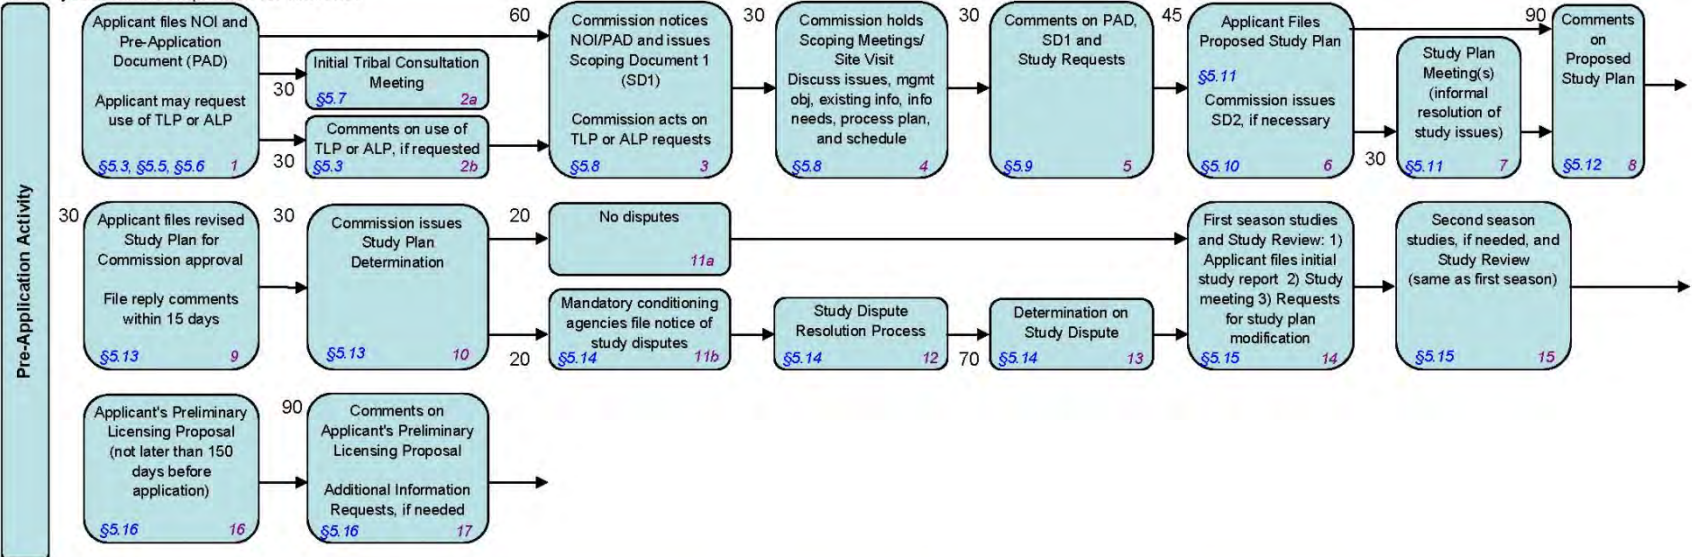 Pre-Application Activity
Applicant files NOI and
Pre-Application
Document (PAD)
Applicant may request
use of TLP or ALP
§5.3, §5.5, §5.6 1
30
Initial Tribal Consultation
Meeting
§5.7 2a
30
Comments on use of
TLP or ALP, if requested
§5.3 2b
60
Commission notices
NOI/PAD and issues
Scoping Document 1
(SD1)
Commission acts on
TLP or ALP requests
§5.8 3
30
Commission holds
Scoping Meetings/
Site Visit
Discuss issues, mgmt
obj, existing info, info
needs, process plan,
and schedule
§5.8 4
30
Comments on PAD,
SD1 and
Study Requests
§5.9 5
45
Applicant Files
Proposed Study Plan
§5.11
Commission issues
SD2, if necessary
§5.10 6
30
Study Plan
Meeting(s)
(informal
resolution of
study issues)
§5.11 7
90
Comments
on
Proposed
Study Plan
§5.12 8
30
Applicant files revised
Study Plan for
Commission approval
File reply comments
within 15 days
§5.13 9
30
Commission issues
Study Plan
Determination
§5.13 10
20
No disputes
11a
20
Mandatory conditioning
agencies file notice of
study disputes
§5.14 11b
Study Dispute
Resolution Process
§5.14 12
70
Determination on
Study Dispute
§5.14 13
First season studies
and Study Review: 1)
Applicant files initial
study report 2) Study
meeting 3) Requests
for study plan
modification
§5.15 14
Second season
studies, if needed, and
Study Review
(same as first season)
§5.15 15
Applicant's Preliminary
Licensing Proposal
(not later than 150
days before
application)
§5.16 16
90
Comments on
Applicant's Preliminary
Licensing Proposal
Additional Information
Requests, if needed
§5.16 17